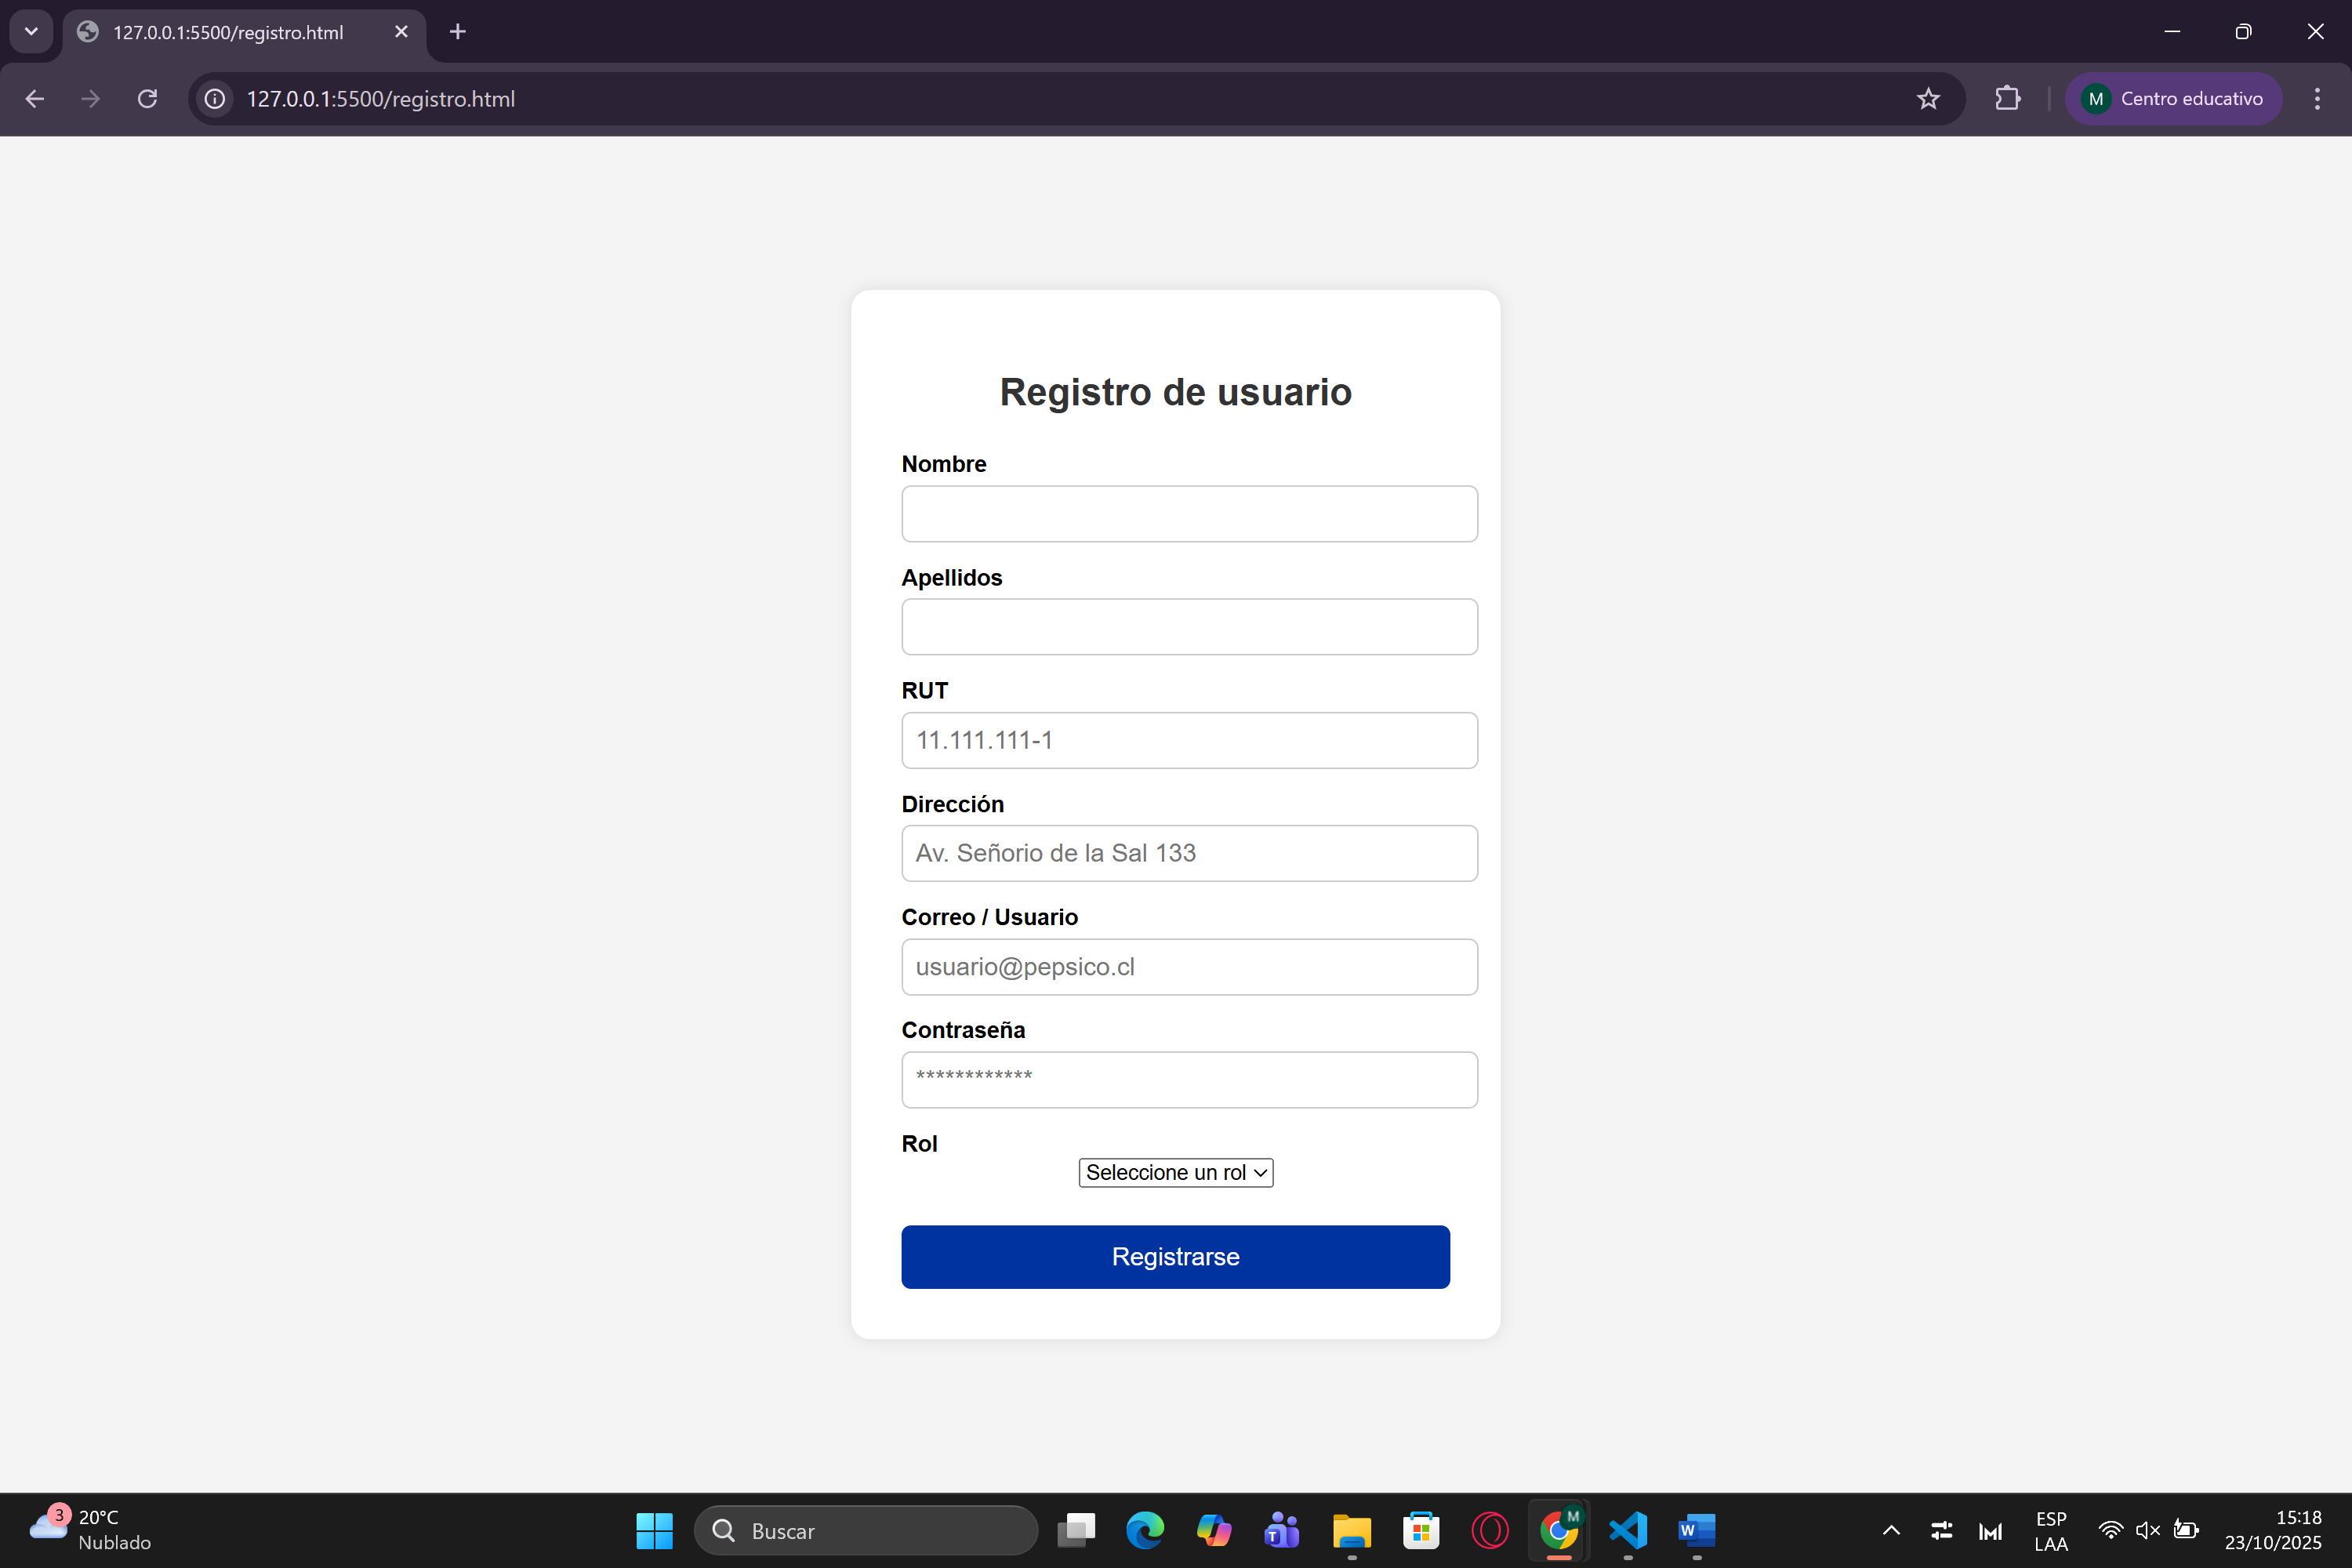 127.0.0.1:5500/registro.html
127.0.0.1:5500/registro.html
M Centro educativo
Registro de usuario
Nombre
Apellidos
RUT
11.111.111-1
Dirección
Av. Señorio de la Sal 133
Correo / Usuario
usuario@pepsico.cl
Contraseña
************
Rol
Seleccione un rol
Registrarse
3
20°C
Nublado
Buscar
T
M
W
ESP
LAA
15:18
23/10/2025